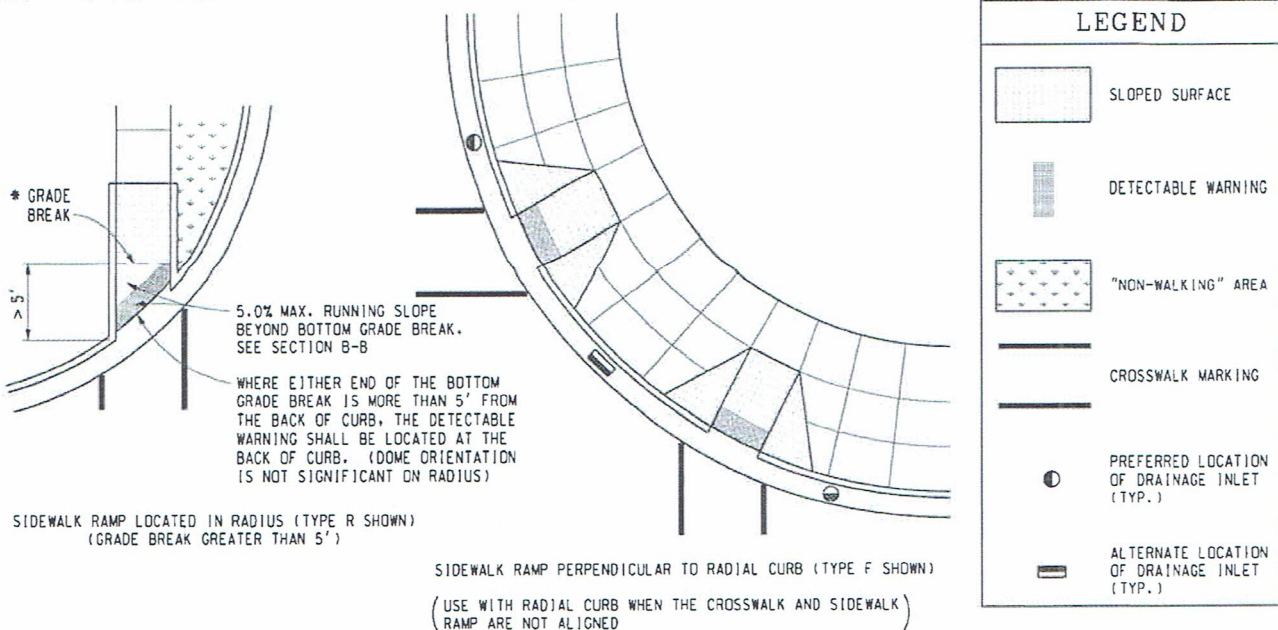 * GRADE
BREAK
> 5'
5.0% MAX. RUNNING SLOPE
BEYOND BOTTOM GRADE BREAK.
SEE SECTION B-B
WHERE EITHER END OF THE BOTTOM
GRADE BREAK IS MORE THAN 5' FROM
THE BACK OF CURB, THE DETECTABLE
WARNING SHALL BE LOCATED AT THE
BACK OF CURB. (DOME ORIENTATION
IS NOT SIGNIFICANT ON RADIUS)
SIDEWALK RAMP LOCATED IN RADIUS (TYPE R SHOWN)
(GRADE BREAK GREATER THAN 5')
SIDEWALK RAMP PERPENDICULAR TO RADIAL CURB (TYPE F SHOWN)
(USE WITH RADIAL CURB WHEN THE CROSSWALK AND SIDEWALK
RAMP ARE NOT ALIGNED)
LEGEND
SLOPED SURFACE
DETECTABLE WARNING
"NON-WALKING" AREA
CROSSWALK MARKING
PREFERRED LOCATION
OF DRAINAGE INLET
(TYP.)
ALTERNATE LOCATION
OF DRAINAGE INLET
(TYP.)